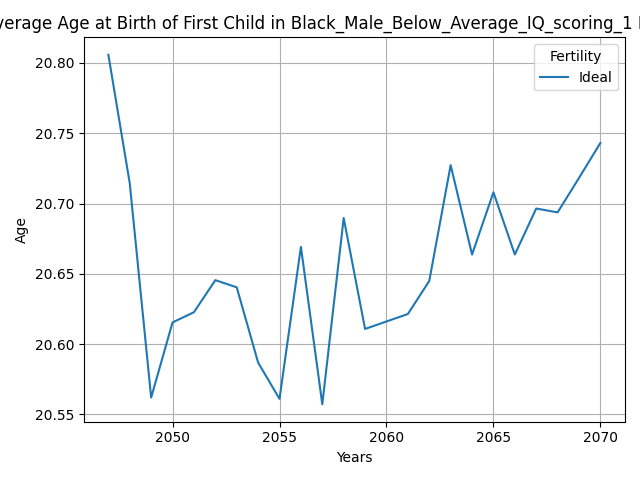 verage Age at Birth of First Child in Black_Male_Below_Average_IQ_scoring_1
Fertility
Ideal
20.80
20.75
20.70
20.65
20.60
20.55
Age
2050 2055 2060 2065 2070
Years